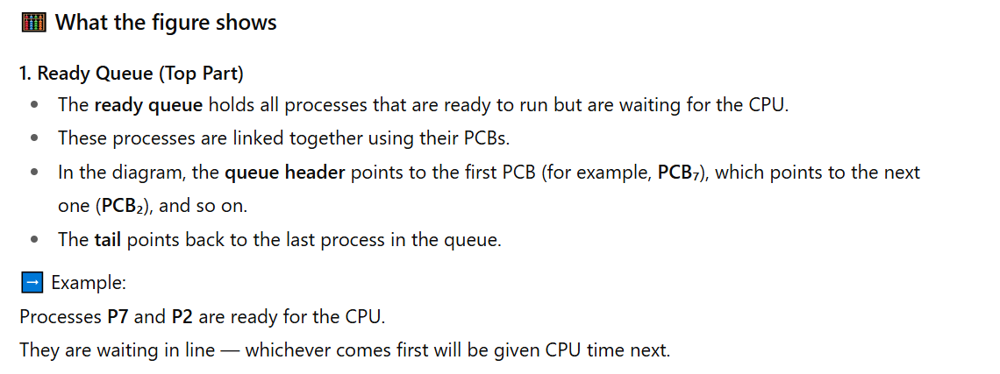 🧮 What the figure shows
1. Ready Queue (Top Part)
• The ready queue holds all processes that are ready to run but are waiting for the CPU.
• These processes are linked together using their PCBs.
• In the diagram, the queue header points to the first PCB (for example, PCB₇), which points to the next
one (PCB₂), and so on.
• The tail points back to the last process in the queue.
➡️ Example:
Processes P7 and P2 are ready for the CPU.
They are waiting in line — whichever comes first will be given CPU time next.